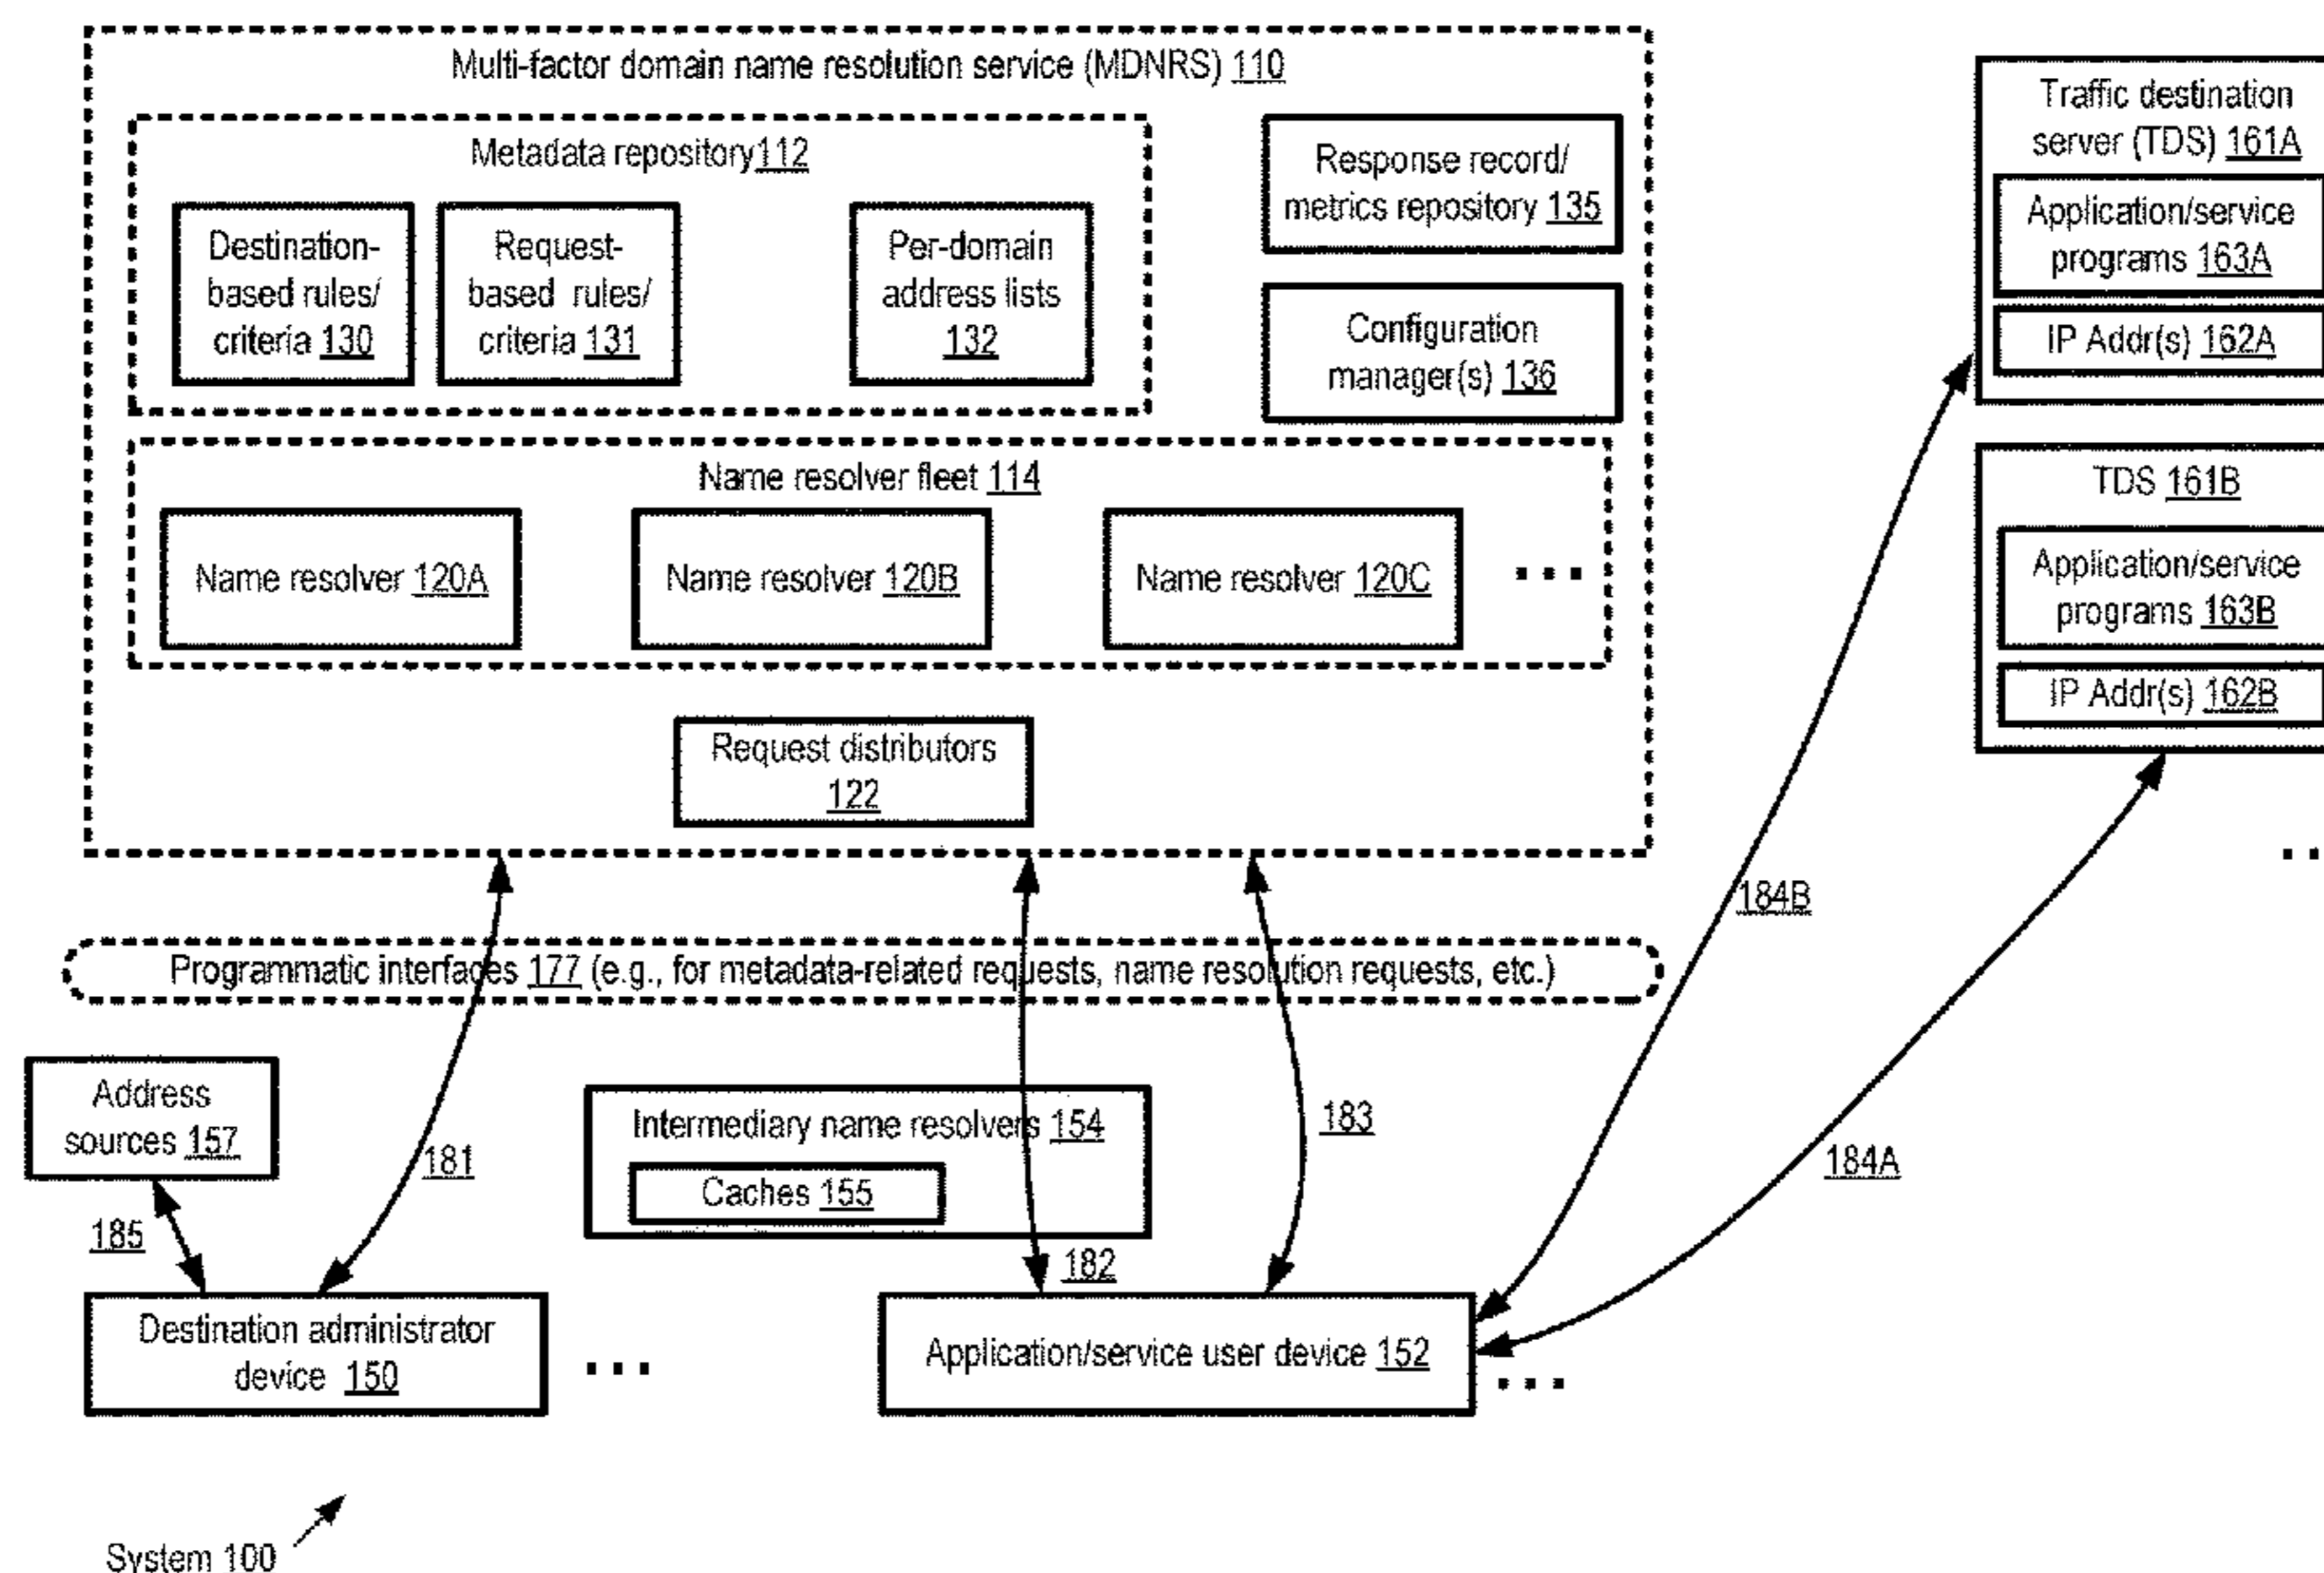 Multi-factor domain name resolution service (MDNRS) 110
Metadata repository112
Destination-
based rules/
criteria 130
Request-
based rules/
criteria 131
Per-domain
address lists
132
Response record/
metrics repository 135
Configuration
manager(s) 136
Name resolver fleet 114
Name resolver 120A
Name resolver 120B
Name resolver 120C
...
Request distributors
122
Traffic destination
server (TDS) 161A
Application/service
programs 163A
IP Addr(s) 162A
TDS 161B
Application/service
programs 163B
IP Addr(s) 162B
...
184B
184A
Programmatic interfaces 177 (e.g., for metadata-related requests, name resolution requests, etc.)
Address
sources 157
185
181
Intermediary name resolvers 154
Caches 155
182
183
Destination administrator
device 150
...
Application/service user device 152
...
System 100